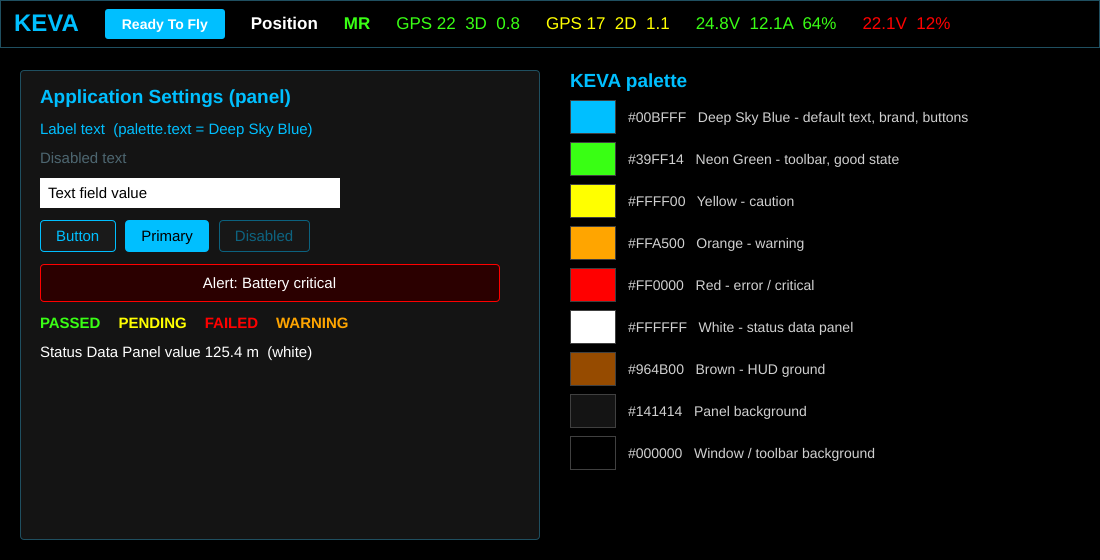 KEVA Ready To Fly Position MR GPS 22 3D 0.8 GPS 17 2D 1.1 24.8V 12.1A 64% 22.1V 12%
Application Settings (panel)
Label text (palette.text = Deep Sky Blue)
Disabled text
Text field value
Button Primary Disabled
Alert: Battery critical
PASSED PENDING FAILED WARNING
Status Data Panel value 125.4 m (white)
KEVA palette
#00BFFF Deep Sky Blue - default text, brand, buttons
#39FF14 Neon Green - toolbar, good state
#FFFF00 Yellow - caution
#FFA500 Orange - warning
#FF0000 Red - error / critical
#FFFFFF White - status data panel
#964B00 Brown - HUD ground
#141414 Panel background
#000000 Window / toolbar background